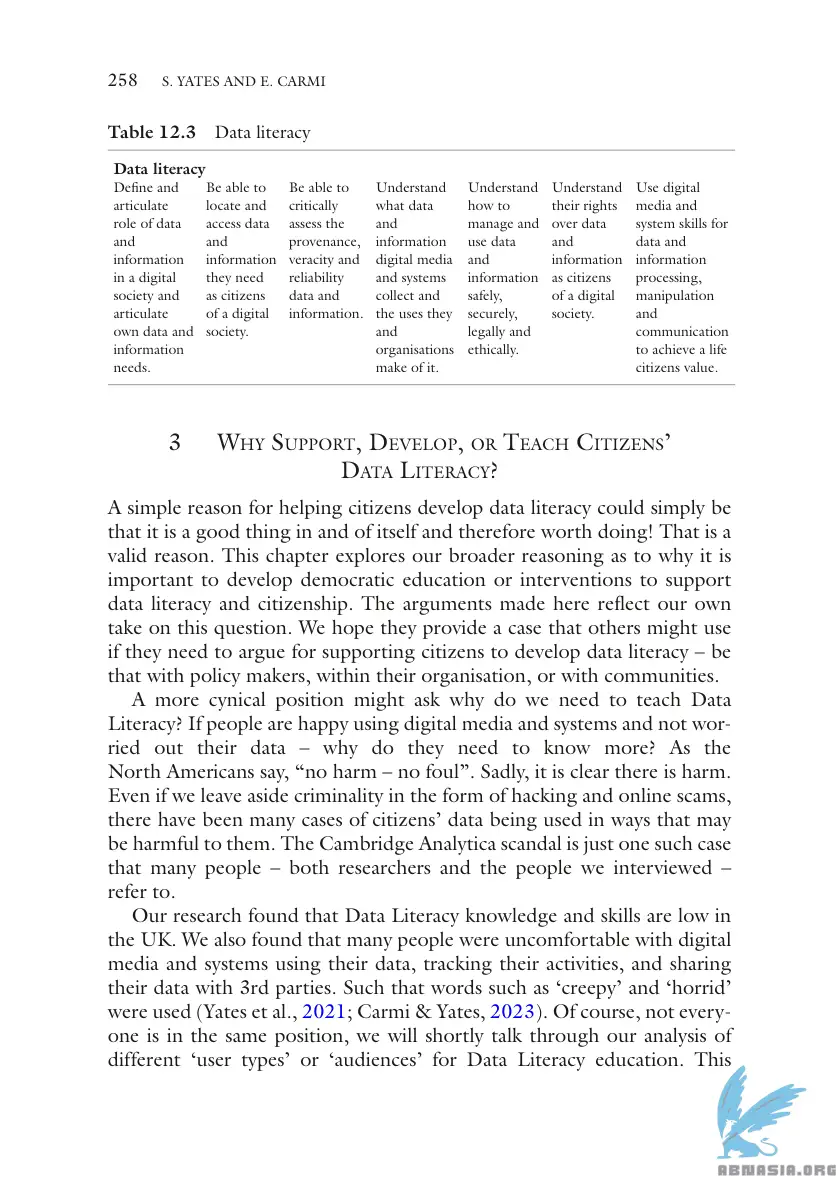 258 S. YATES AND E. CARMI
Table 12.3 Data literacy
Data literacy
Define and
articulate
role of data
and
information
in a digital
society and
articulate
own data and
information
needs.
Be able to
locate and
access data
and
information
they need
as citizens
of a digital
society.
Be able to
critically
assess the
provenance,
veracity and
reliability
data and
information.
Understand
what data
and
information
digital media
and systems
collect and
the uses they
and
organisations
make of it.
Understand
how to
manage and
use data
and
information
safely,
securely,
legally and
ethically.
Understand
their rights
over data
and
information
as citizens
of a digital
society.
Use digital
media and
system skills for
data and
information
processing,
manipulation
and
communication
to achieve a life
citizens value.
3 Why Support, Develop, or Teach Citizens’
Data Literacy?
A simple reason for helping citizens develop data literacy could simply be
that it is a good thing in and of itself and therefore worth doing! That is a
valid reason. This chapter explores our broader reasoning as to why it is
important to develop democratic education or interventions to support
data literacy and citizenship. The arguments made here reflect our own
take on this question. We hope they provide a case that others might use
if they need to argue for supporting citizens to develop data literacy – be
that with policy makers, within their organisation, or with communities.
A more cynical position might ask why do we need to teach Data
Literacy? If people are happy using digital media and systems and not wor-
ried out their data – why do they need to know more? As the
North Americans say, “no harm – no foul”. Sadly, it is clear there is harm.
Even if we leave aside criminality in the form of hacking and online scams,
there have been many cases of citizens’ data being used in ways that may
be harmful to them. The Cambridge Analytica scandal is just one such case
that many people – both researchers and the people we interviewed –
refer to.
Our research found that Data Literacy knowledge and skills are low in
the UK. We also found that many people were uncomfortable with digital
media and systems using their data, tracking their activities, and sharing
their data with 3rd parties. Such that words such as ‘creepy’ and ‘horrid’
were used (Yates et al., 2021; Carmi & Yates, 2023). Of course, not every-
one is in the same position, we will shortly talk through our analysis of
different ‘user types’ or ‘audiences’ for Data Literacy education. This
ABNASIA.ORG